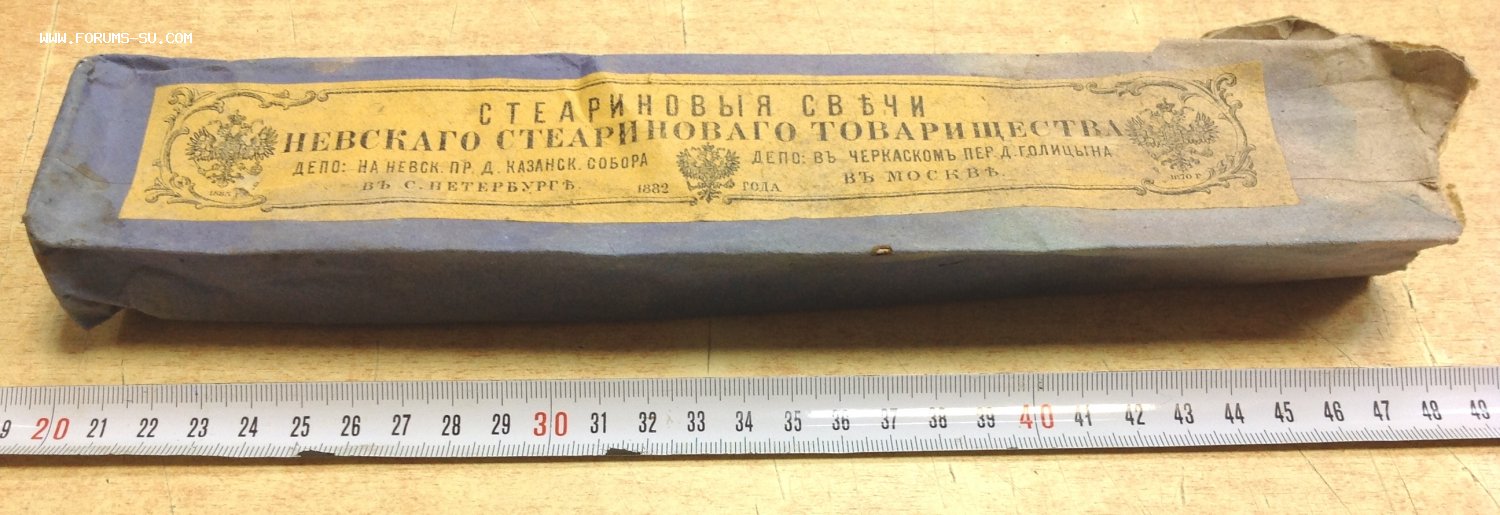 WWW.FORUMS-SU.COM
СТЕАРИНОВЫЯ СВѢЧИ
НЕВСКАГО СТЕАРИНОВАГО ТОВАРИЩЕСТВА
ДЕПО: НА НЕВСК. ПР. Д. КАЗАНСК. СОБОРА
ВЪ С. ПЕТЕРБУРГѢ.
ДЕПО: ВЪ ЧЕРКАСКОМЪ ПЕР. Д. ГОЛИЦЫНА
ВЪ МОСКВѢ.
1882 ГОДА
1870 г.
9 20 21 22 23 24 25 26 27 28 29 30 31 32 33 34 35 36 37 38 39 40 41 42 43 44 45 46 47 48 49